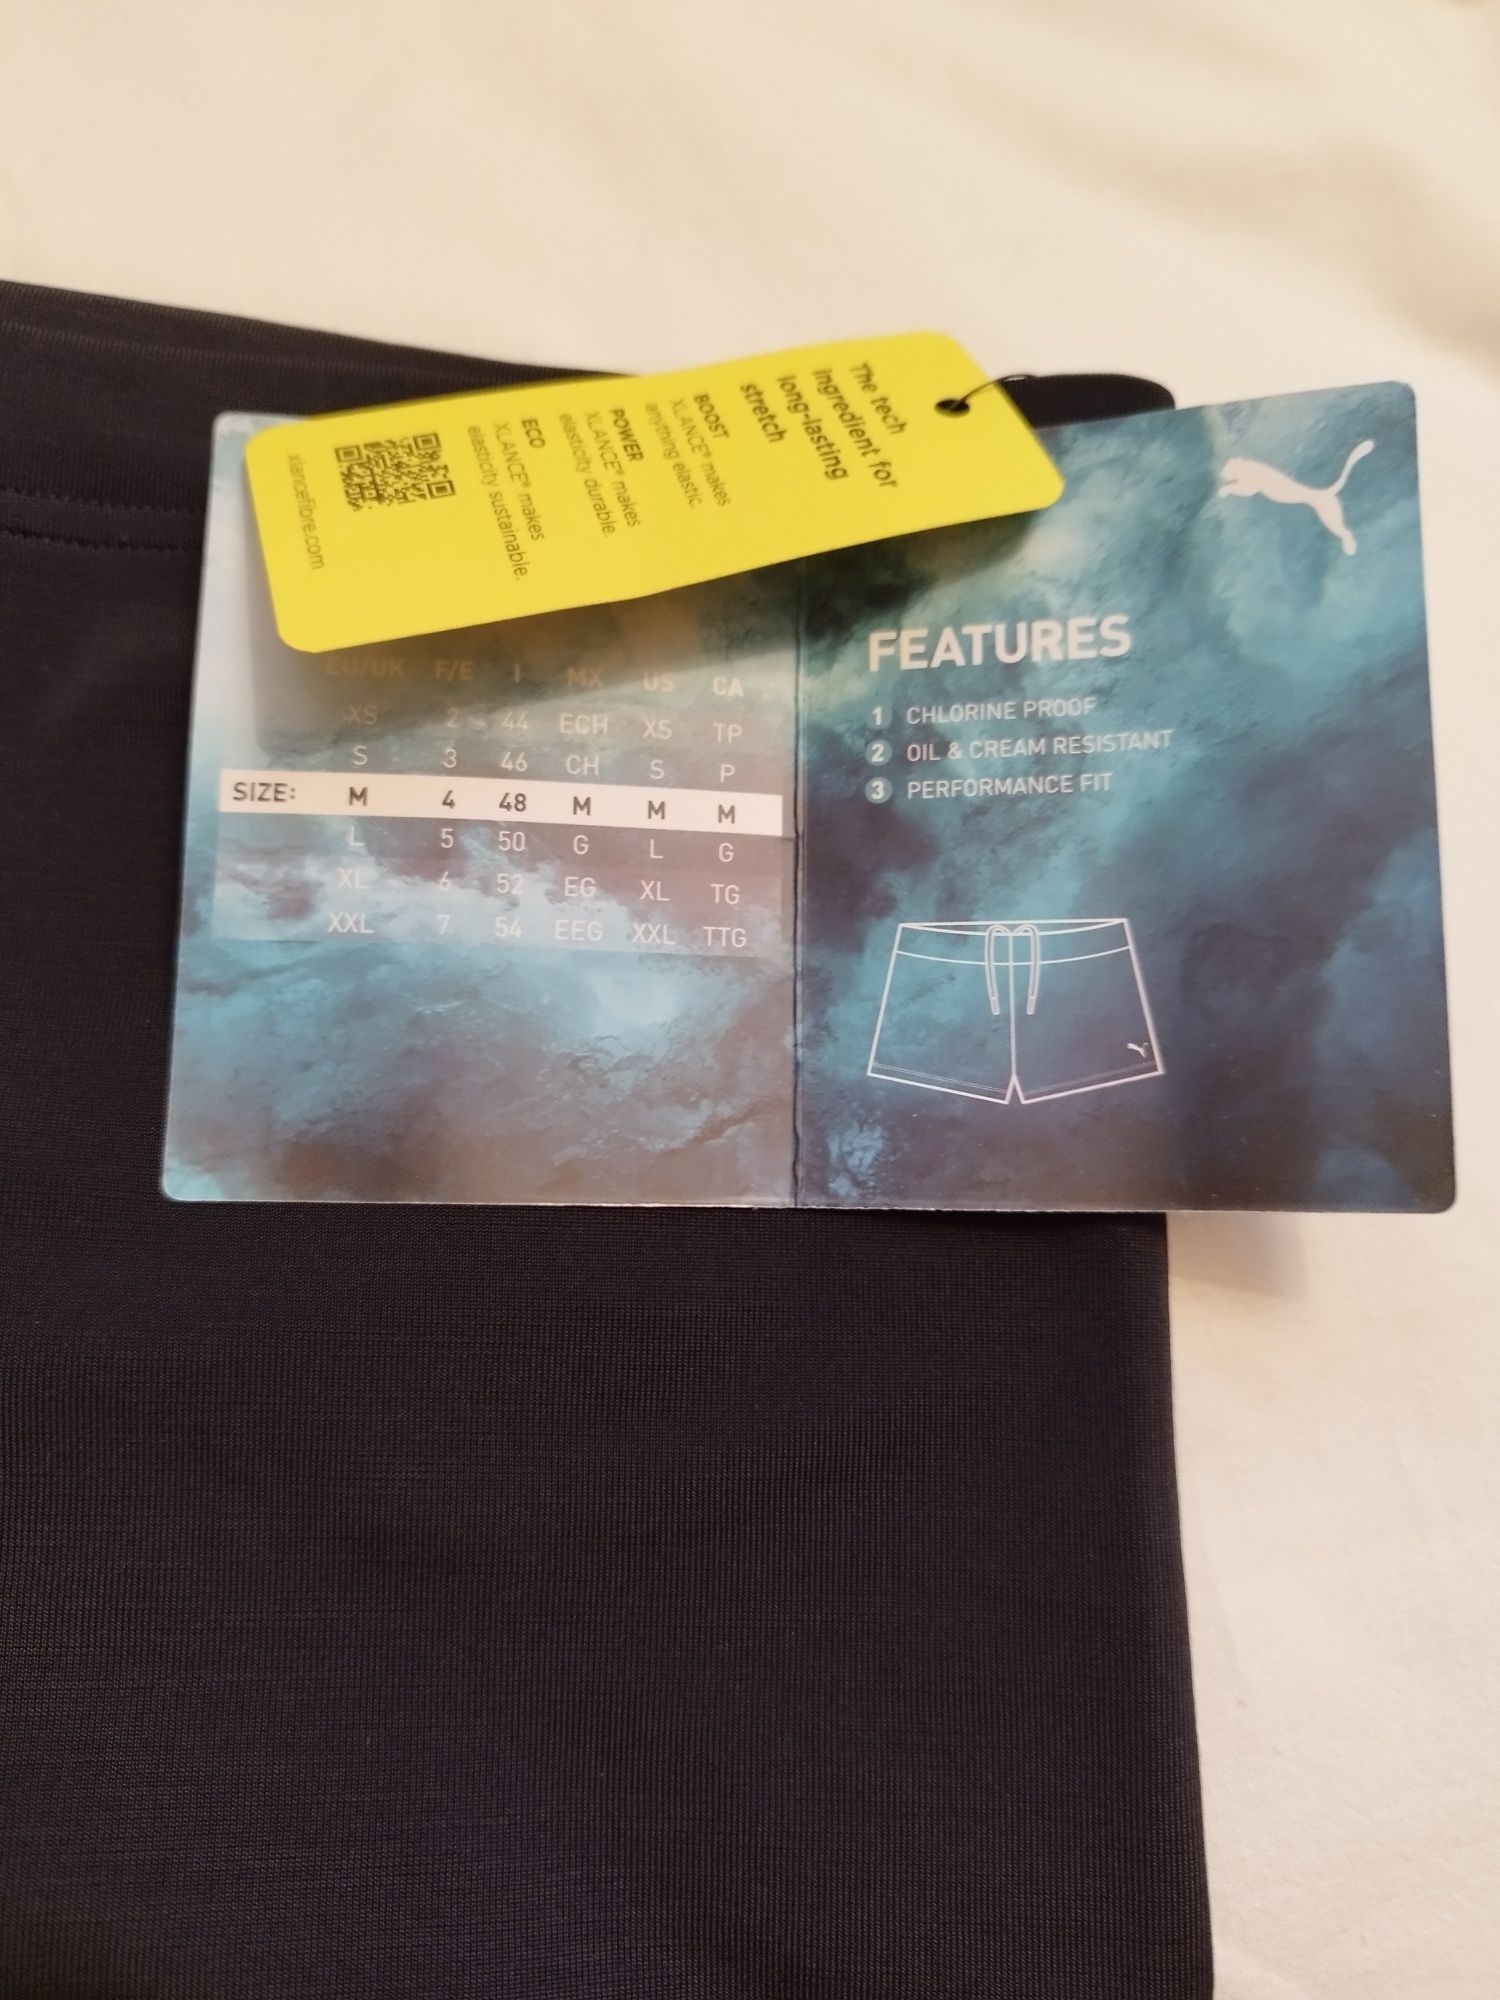 The tech
ingredient for
long-lasting
stretch
BOOST
XLANCE® makes
anything elastic.
POWER
XLANCE® makes
elasticity durable.
ECO
XLANCE® makes
elasticity sustainable.
xlancefibre.com
EU/UK F/E I MX US CA
XS 2 44 ECH XS TP
S 3 46 CH S P
SIZE: M 4 48 M M M
L 5 50 G L G
XL 6 52 EG XL TG
XXL 7 54 EEG XXL TTG
FEATURES
1 CHLORINE PROOF
2 OIL & CREAM RESISTANT
3 PERFORMANCE FIT